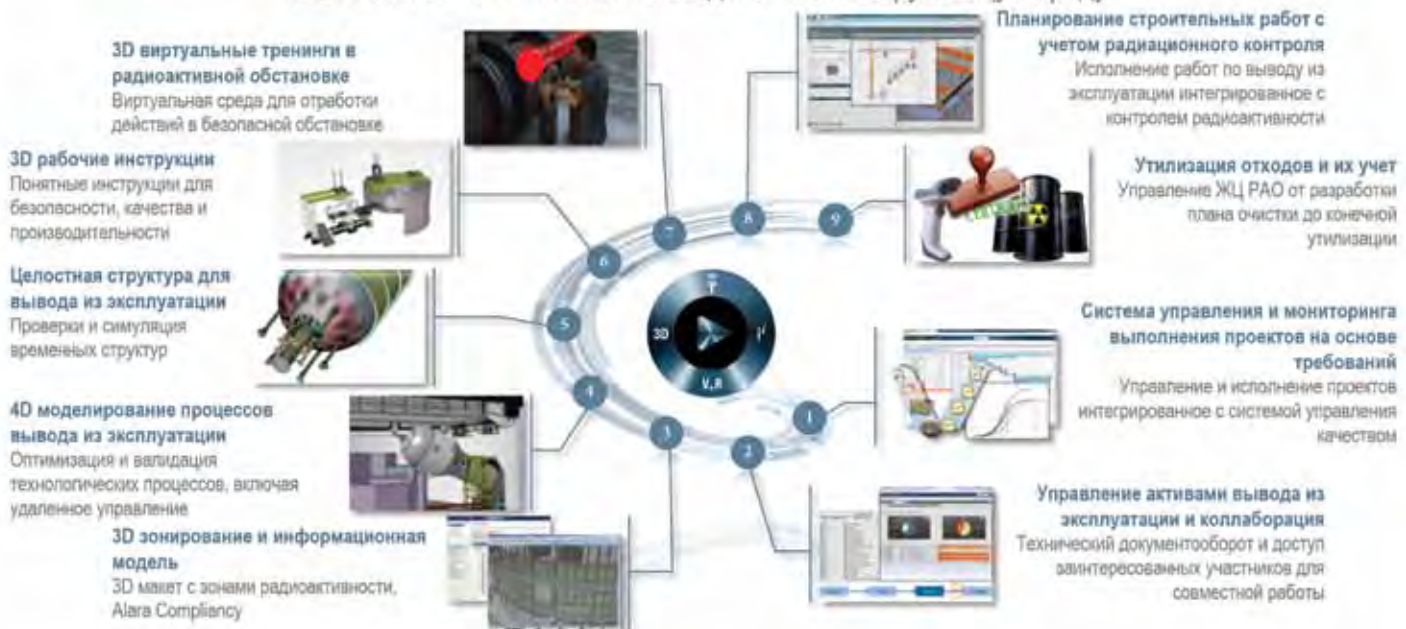 3D виртуальные тренинги в
радиоактивной обстановке
Виртуальная среда для отработки
действий в безопасной обстановке
3D рабочие инструкции
Понятные инструкции для
безопасности, качества и
производительности
Целостная структура для
вывода из эксплуатации
Проверки и симуляция
временных структур
4D моделирование процессов
вывода из эксплуатации
Оптимизация и валидация
технологических процессов, включая
удаленное управление
3D зонирование и информационная
модель
3D макет с зонами радиоактивности,
Alara Compliancy
Планирование строительных работ с
учетом радиационного контроля
Исполнение работ по выводу из
эксплуатации интегрированное с
контролем радиоактивности
Утилизация отходов и их учет
Управление ЖЦ РАО от разработки
плана очистки до конечной
утилизации
Система управления и мониторинга
выполнения проектов на основе
требований
Управление и исполнение проектов
интегрированное с системой управления
качеством
Управление активами вывода из
эксплуатации и коллаборация
Технический документооборот и доступ
заинтересованных участников для
совместной работы
1
2
3
4
5
6
7
8
9
3D
V.R